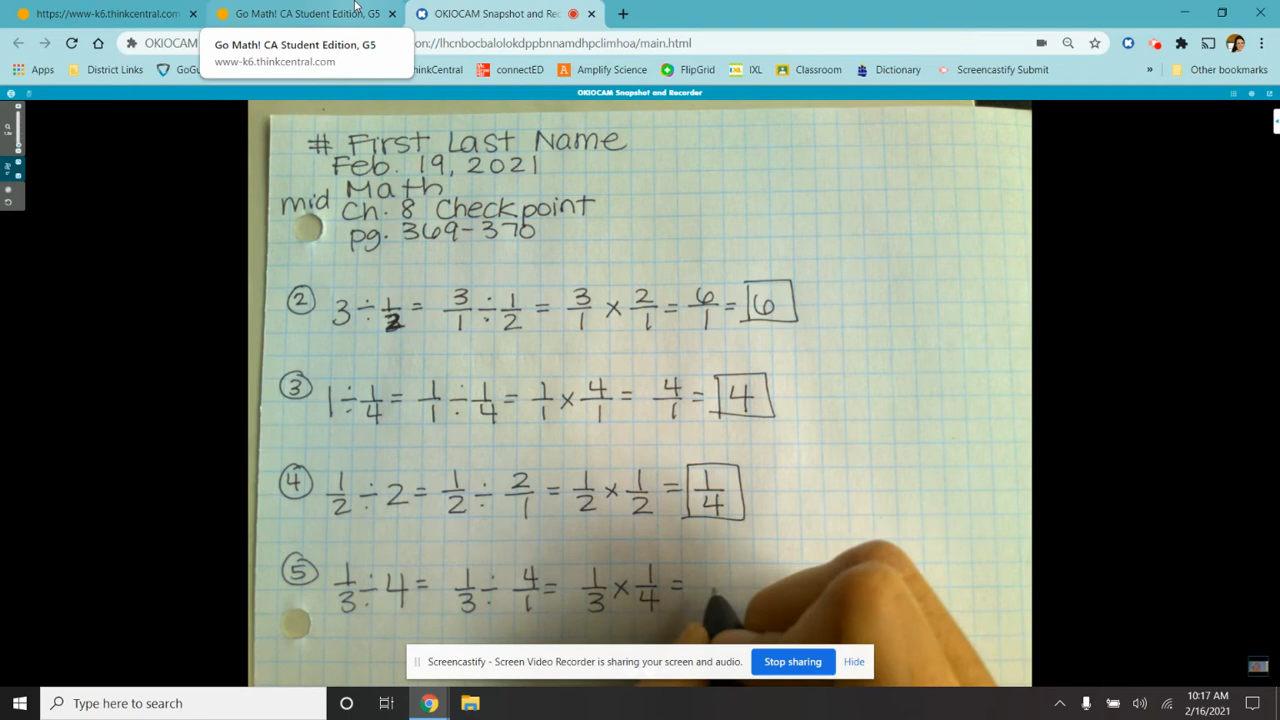 https://www-k6.thinkcentral.com
Go Math! CA Student Edition, G5
OKIOCAM Snapshot and Rec
Go Math! CA Student Edition, G5
www-k6.thinkcentral.com
OKIOCAM
on://lhcnbocbalolokdppbnnamdhpclimhoa/main.html
Apps
District Links
GoGu
ThinkCentral
connectED
Amplify Science
FlipGrid
IXL
Classroom
Dictionary
Screencastify Submit
»
Other bookmarks
OKIOCAM Snapshot and Recorder
# First Last Name
Feb. 19, 2021
Math
mid Ch. 8 Checkpoint
pg. 369-370
② 3 ÷ 1/2 = 3/1 ÷ 1/2 = 3/1 × 2/1 = 6/1 = 6
③ 1 ÷ 1/4 = 1/1 ÷ 1/4 = 1/1 × 4/1 = 4/1 = 4
④ 1/2 ÷ 2 = 1/2 ÷ 2/1 = 1/2 × 1/2 = 1/4
⑤ 1/3 ÷ 4 = 1/3 ÷ 4/1 = 1/3 × 1/4 =
Screencastify - Screen Video Recorder is sharing your screen and audio.
Stop sharing
Hide
Type here to search
10:17 AM
2/16/2021